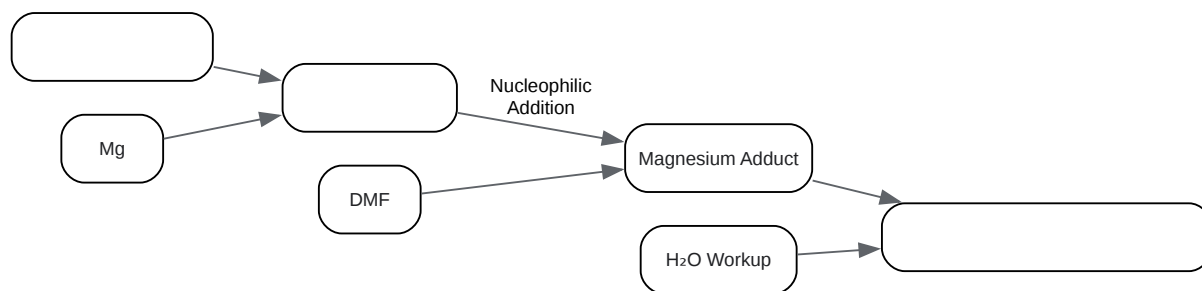 Mg
Nucleophilic
Addition
DMF
Magnesium Adduct
H₂O Workup